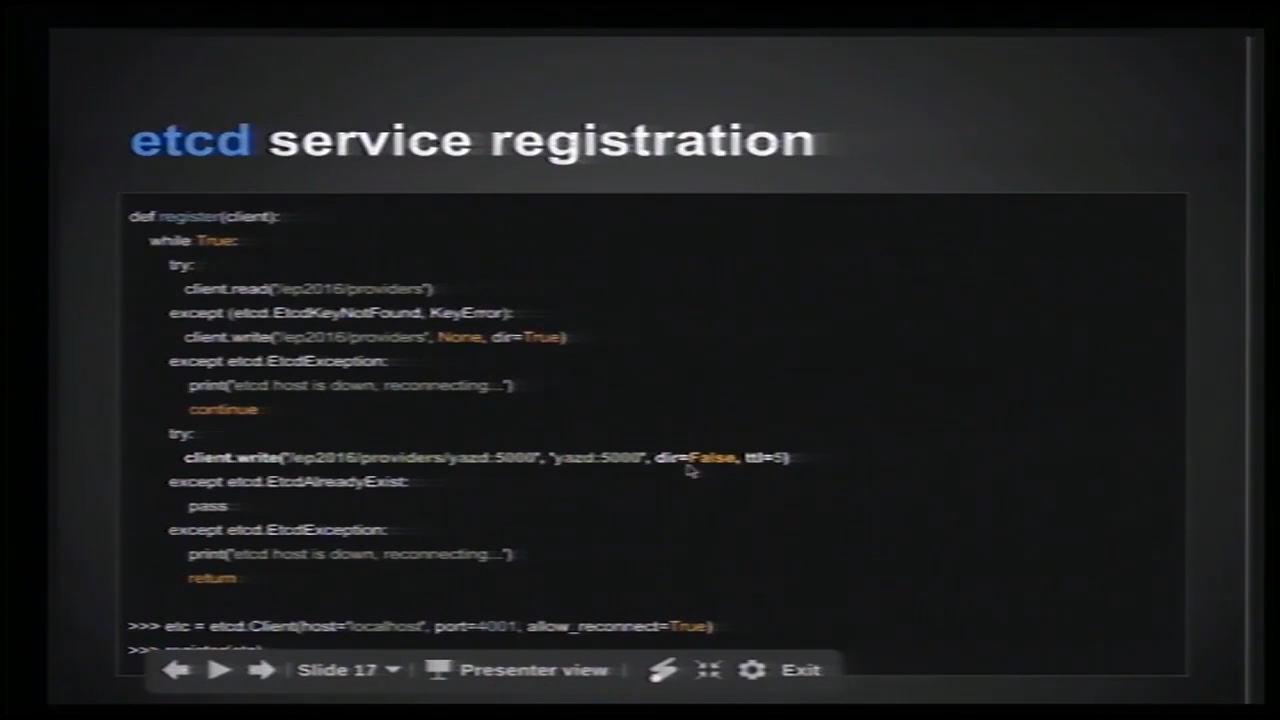 etcd service registration
def register(client):
while True:
try:
client.read('/ep2016/providers')
except (etcd.EtcdKeyNotFound, KeyError):
client.write('/ep2016/providers', None, dir=True)
except etcd.EtcdException:
print("etcd host is down, reconnecting...")
continue
try:
client.write("/ep2016/providers/yazd:5000", "yazd:5000", dir=False, ttl=5)
except etcd.EtcdAlreadyExist:
pass
except etcd.EtcdException:
print("etcd host is down, reconnecting...")
return
>>> etc = etcd.Client(host="localhost", port=4001, allow_reconnect=True)
>>> register(etc)
Slide 17
Presenter view
Exit